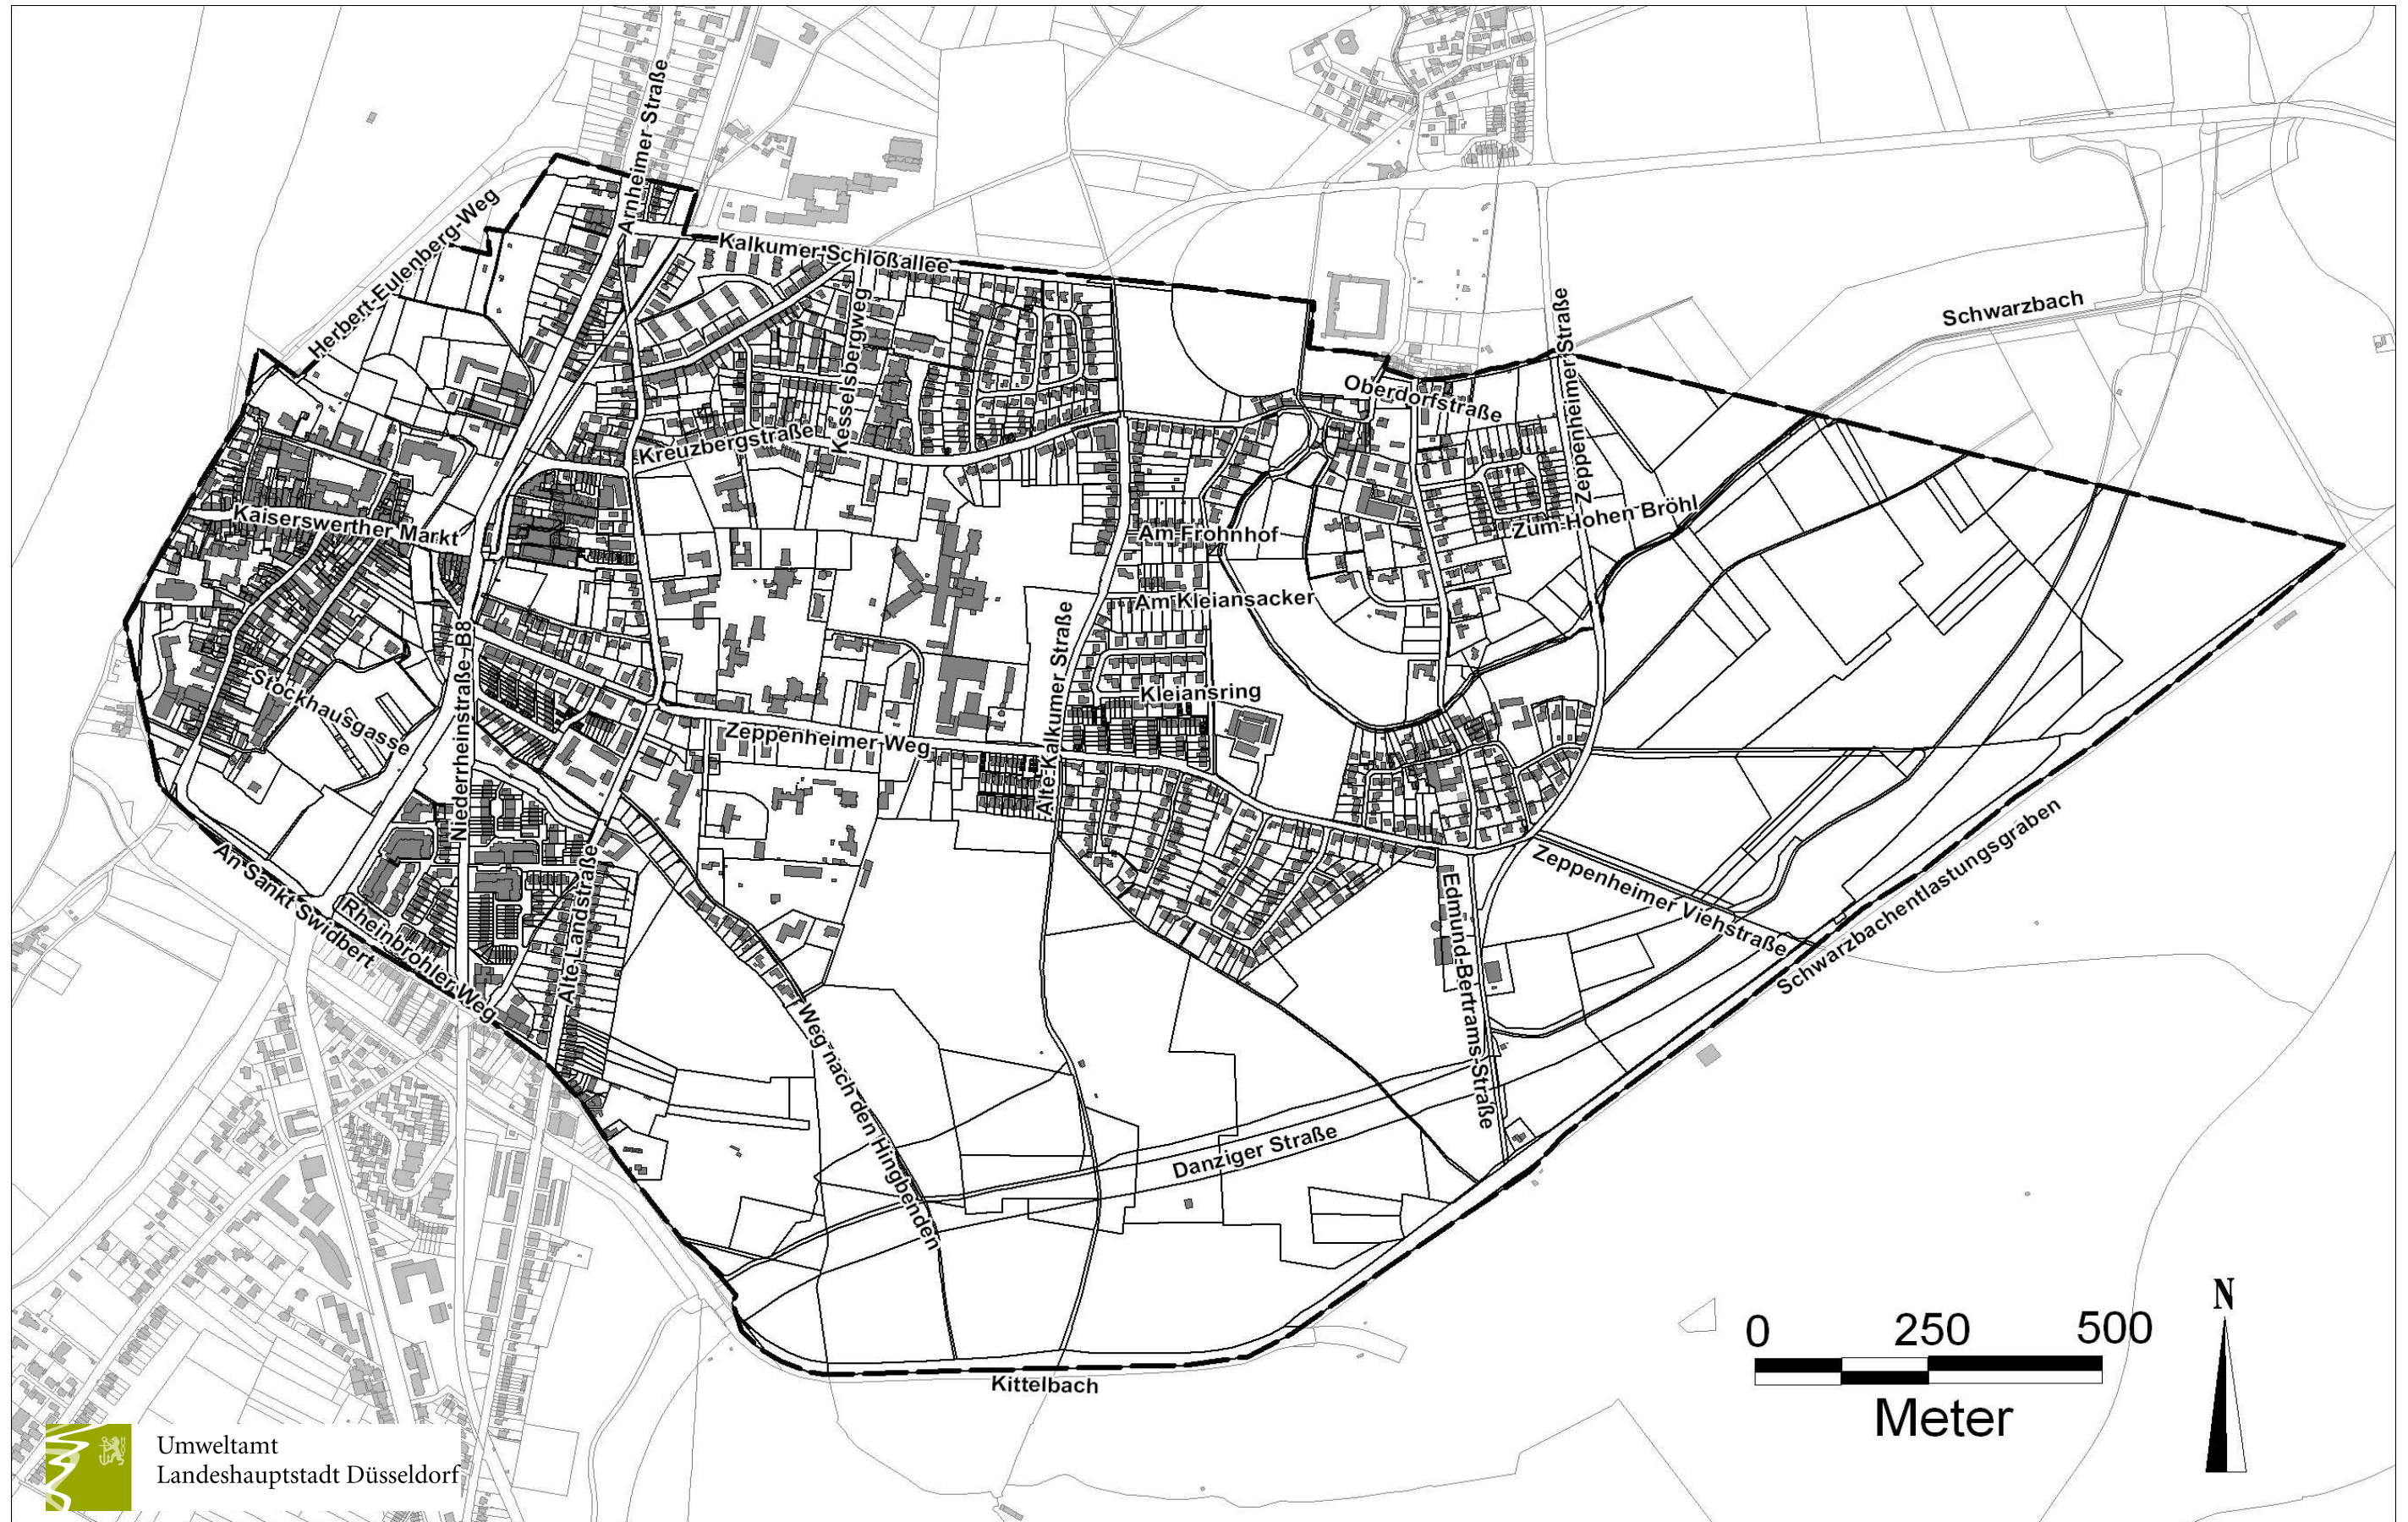 Arnheimer Straße
Herbert-Eulenberg-Weg
Kalkumer Schloßallee
Kesselsbergweg
Kreuzbergstraße
Oberdorfstraße
Zeppenheimer Straße
Schwarzbach
Kaiserswerther Markt
Am Frohnhof
Zum Hohen Bröhl
Am Kleiansacker
Alte Kalkumer Straße
Stockhausgasse
Niederrheinstraße B8
Kleiansring
Zeppenheimer Weg
An Sankt Swidbert
Rheinbrohler Weg
Alte Landstraße
Edmund-Bertrams-Straße
Zeppenheimer Viehstraße
Schwarzbachentlastungsgraben
Weg nach den Hingbenden
Danziger Straße
Kittelbach
0 250 500
Meter
N
Umweltamt
Landeshauptstadt Düsseldorf